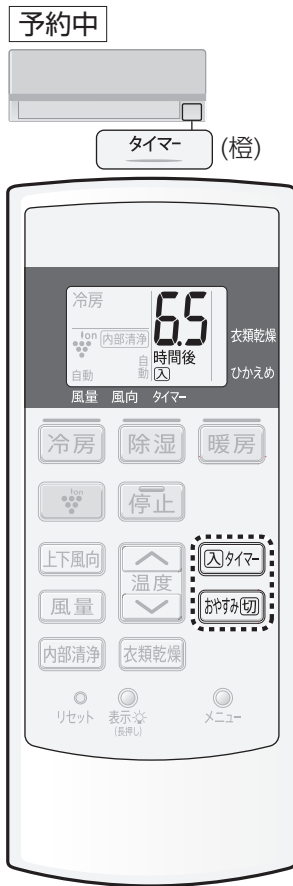 予約中
タイマー (橙)
冷房 6.5
ion 内部清浄 時間後 衣類乾燥
自動 自動 入 ひかえめ
風量 風向 タイマー
冷房 除湿 暖房
ion 停止
上下風向 温度 入タイマー
風量 おやすみ切
内部清浄 衣類乾燥
リセット 表示 メニュー
(長押し)